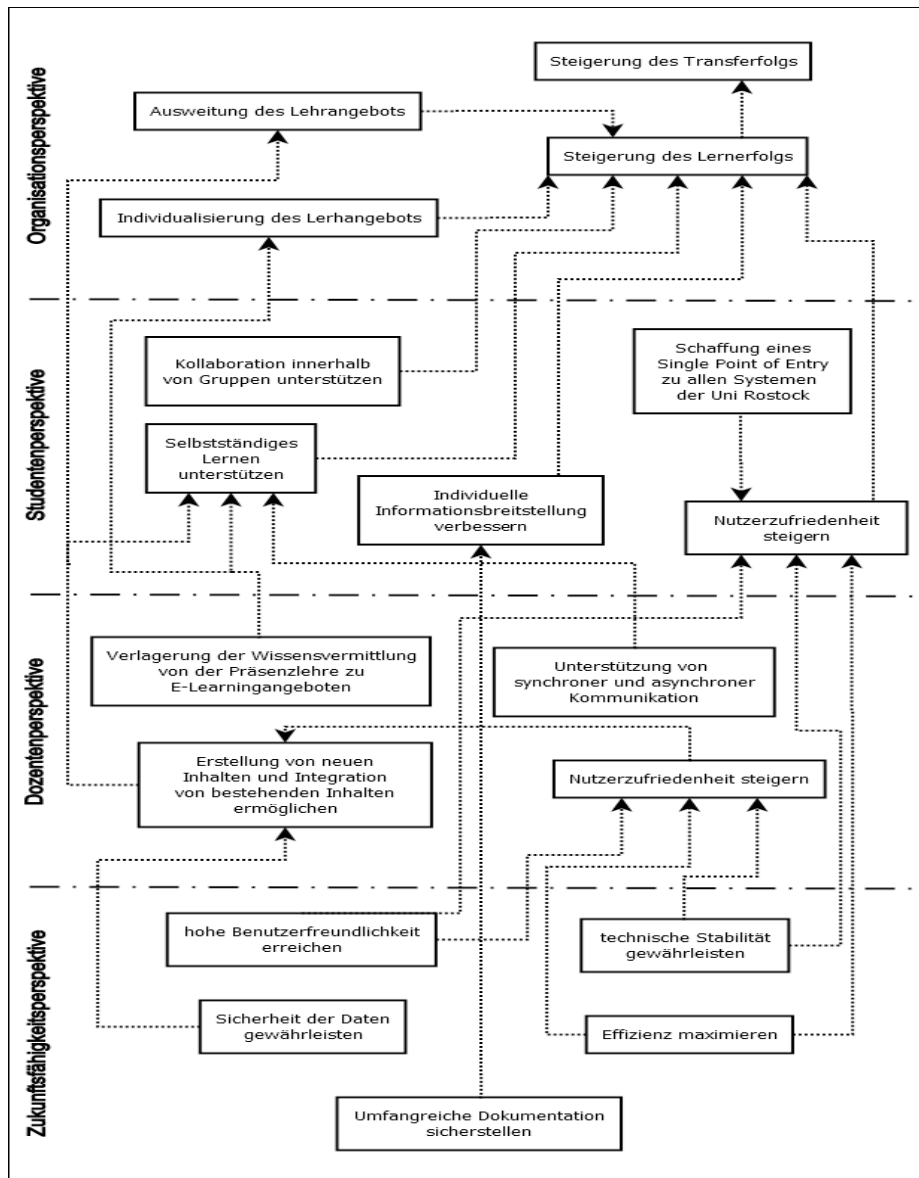 Organisationsperspektive
Steigerung des Transferfolgs
Ausweitung des Lehrangebots
Steigerung des Lernerfolgs
Individualisierung des Lerhangebots
Studentenperspektive
Kollaboration innerhalb
von Gruppen unterstützen
Schaffung eines
Single Point of Entry
zu allen Systemen
der Uni Rostock
Selbstständiges
Lernen
unterstützen
Individuelle
Informationsbreitstellung
verbessern
Nutzerzufriedenheit
steigern
Dozentenperspektive
Verlagerung der Wissensvermittlung
von der Präsenzlehre zu
E-Learningangeboten
Unterstützung von
synchroner und asynchroner
Kommunikation
Erstellung von neuen
Inhalten und Integration
von bestehenden Inhalten
ermöglichen
Nutzerzufriedenheit steigern
Zukunftsfähigkeitsperspektive
hohe Benutzerfreundlichkeit
erreichen
technische Stabilität
gewährleisten
Sicherheit der Daten
gewährleisten
Effizienz maximieren
Umfangreiche Dokumentation
sicherstellen